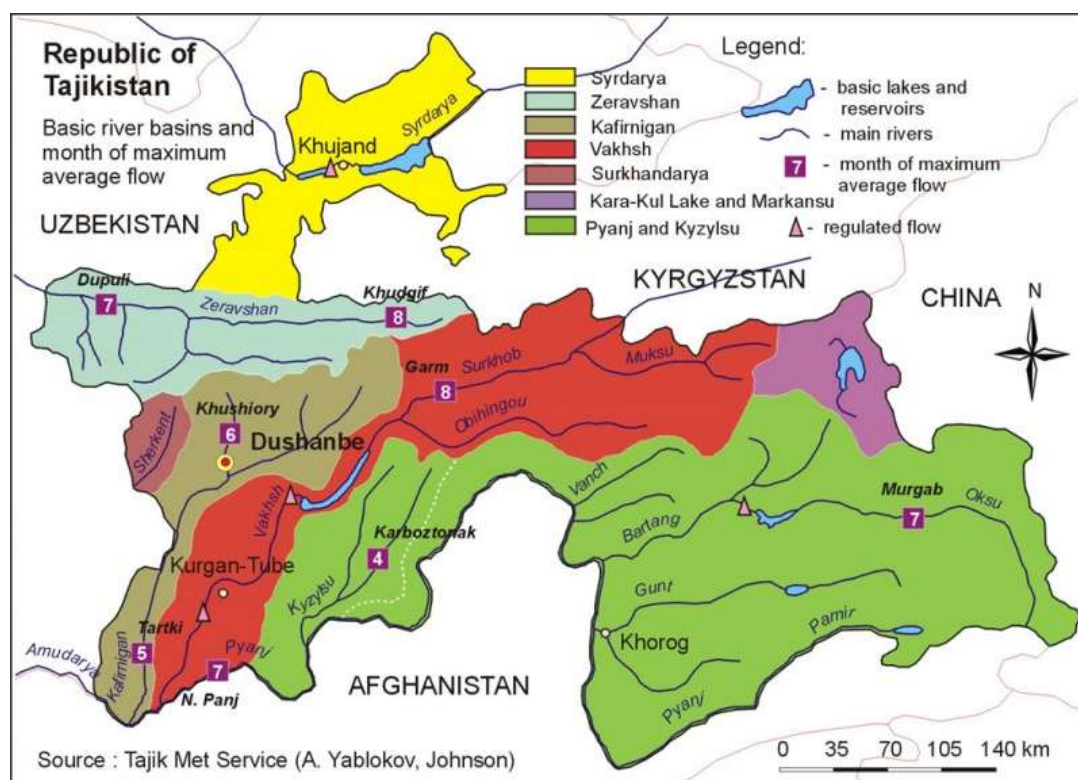 Republic of
Tajikistan
Basic river basins and
month of maximum
average flow
Legend:
Syrdarya
Zeravshan
Kafirnigan
Vakhsh
Surkhandarya
Kara-Kul Lake and Markansu
Pyanj and Kyzylsu
- basic lakes and
reservoirs
- main rivers
7
- month of maximum
average flow
- regulated flow
Syrdarya
Khujand
UZBEKISTAN
KYRGYZSTAN
CHINA
N
Dupuli
7
Zeravshan
Khudgif
8
Garm
8
Surkhob
Muksu
Obihingou
Khushiory
6
Dushanbe
Sherkent
Vakhsh
Vanch
Bartang
Murgab
7
Oksu
Karboztonak
4
Kurgan-Tube
Kyzylsu
Gunt
Pamir
Khorog
Tartki
5
Kafirnigan
Amudarya
Pyanj
7
N. Panj
AFGHANISTAN
Pyanj
Source : Tajik Met Service (A. Yablokov, Johnson)
0 35 70 105 140 km